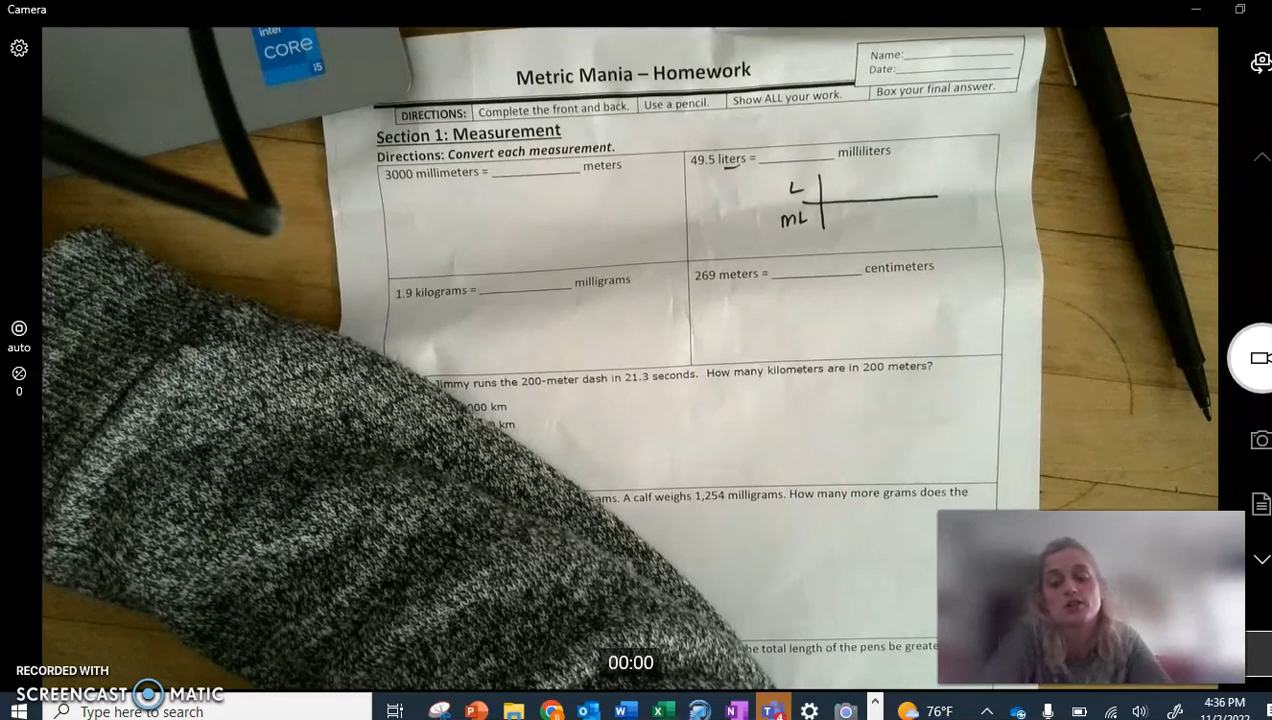 Camera
intel
CORE
i5
Metric Mania – Homework
Name:
Date:
DIRECTIONS: Complete the front and back. Use a pencil. Show ALL your work. Box your final answer.
Section 1: Measurement
Directions: Convert each measurement.
3000 millimeters = __________ meters
49.5 liters = __________ milliliters
L
mL
1.9 kilograms = __________ milligrams
269 meters = __________ centimeters
Jimmy runs the 200-meter dash in 21.3 seconds. How many kilometers are in 200 meters?
km
km
A calf weighs 1,254 milligrams. How many more grams does the
the total length of the pens be
auto
0
00:00
RECORDED WITH
SCREENCAST MATIC
Type here to search
76°F
4:36 PM